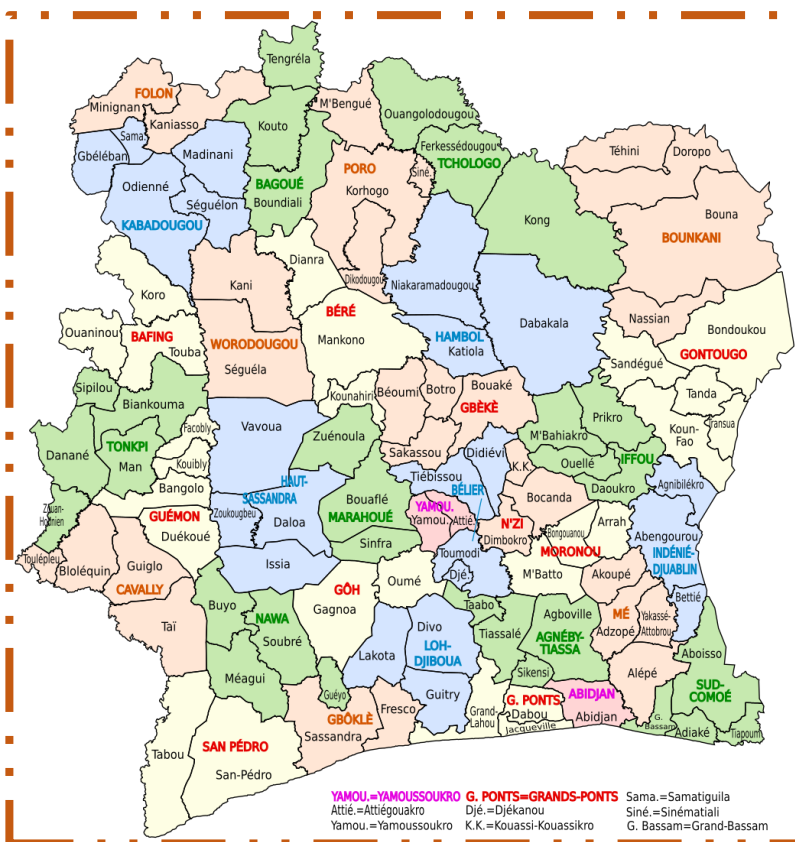 Tengréla
FOLON
Minignan
M'Bengué
Ouangolodougou
Kaniasso
Kouto
Sama.
Gbéléban
Madinani
Ferkessédougou
TCHOLOGO
Téhini
Doropo
Odienné
BAGOUÉ
PORO
Siné.
Korhogo
Séguélon
Boundiali
KABADOUGOU
Kong
Bouna
BOUNKANI
Dianra
Dikodougou
Niakaramadougou
Kani
Koro
BÉRÉ
Nassian
Dabakala
Ouaninou
BAFING
Touba
WORODOUGOU
Mankono
HAMBOL
Katiola
Bondoukou
GONTOUGO
Séguéla
Sandégué
Sipilou
Biankouma
Kounahiri
Béoumi
Botro
Bouaké
GBÈKÈ
Tanda
Prikro
Transua
Facobly
Vavoua
Zuénoula
M'Bahiakro
Koun-
Fao
Danané
TONKPI
Man
Kouibly
Sakassou
Didiévi
K.K.
Ouellé
IFFOU
Bangolo
HAUT-
SASSANDRA
Tiébissou
BÉLIER
Daoukro
Agnibilékro
Zouan-
Hounien
GUÉMON
Zoukougbeu
Daloa
Bouaflé
MARAHOUÉ
YAMOU.
Yamou.
Attié.
Bocanda
N'ZI
Dimbokro
Bongouanou
Arrah
Duékoué
Sinfra
MORONOU
Abengourou
INDÉNIÉ-
DJUABLIN
Toulépleu
Bloléquin
Guiglo
CAVALLY
Issia
Toumodi
Djé.
M'Batto
Akoupé
GÔH
Gagnoa
Oumé
Bettié
Buyo
NAWA
Taabo
Agboville
MÉ
Adzopé
Yakassé-
Attobrou
Taï
Soubré
Divo
LOH-
DJIBOUA
Tiassalé
AGNÉBY-
TIASSA
Aboisso
Lakota
Méagui
Guéyo
Guitry
Sikensi
Alépé
SUD-
COMOÉ
Fresco
GBÔKLÈ
Sassandra
Grand-
Lahou
G. PONTS
Dabou
Jacqueville
ABIDJAN
Abidjan
G.
Bassam
Adiaké
Tiapoum
Tabou
SAN PÉDRO
San-Pédro
YAMOU.=YAMOUSSOUKRO G. PONTS=GRANDS-PONTS Sama.=Samatiguila
Attié.=Attiégouakro Djé.=Djékanou Siné.=Sinématiali
Yamou.=Yamoussoukro K.K.=Kouassi-Kouassikro G. Bassam=Grand-Bassam